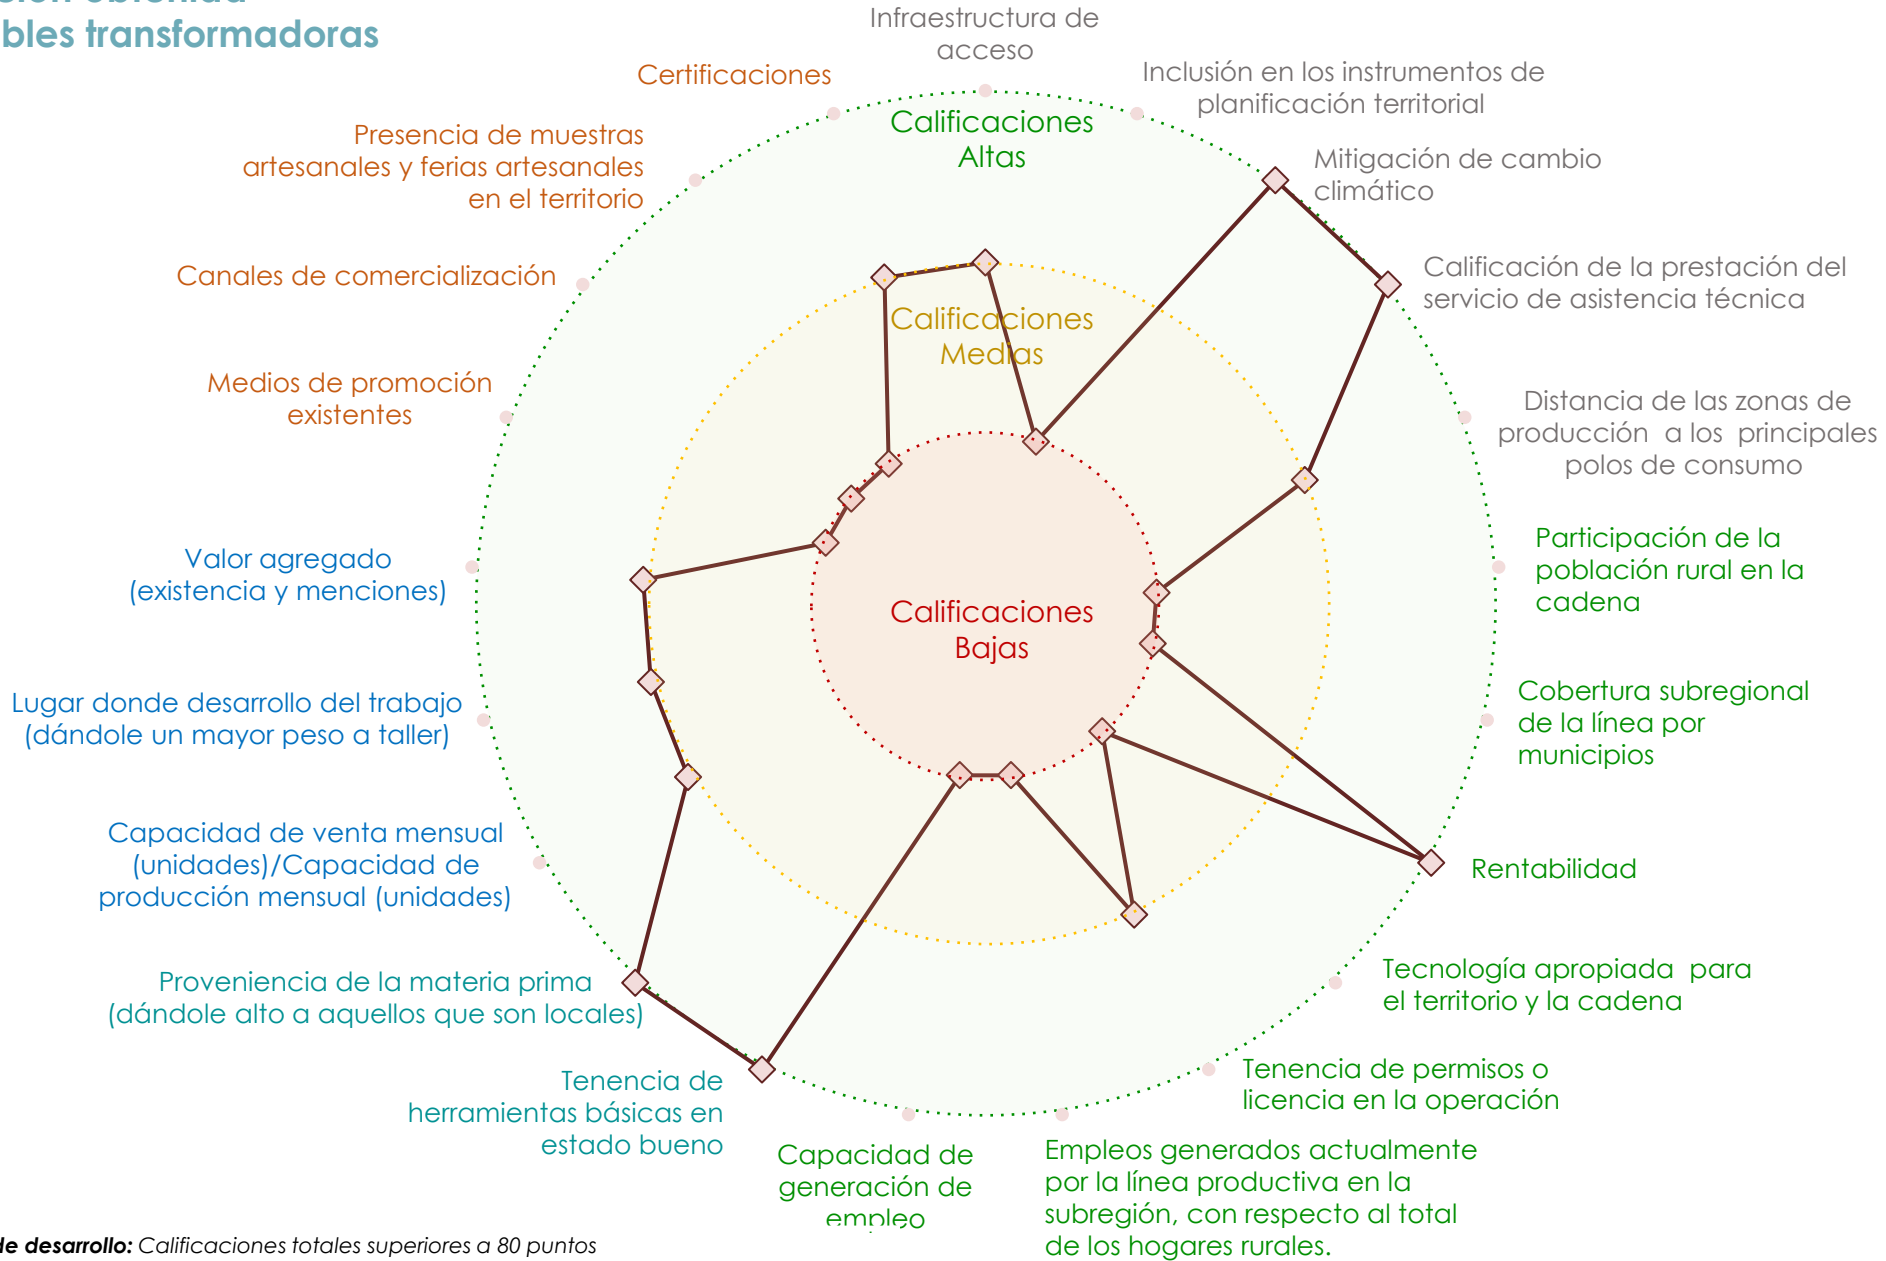 bles transformadoras
Infraestructura de
acceso
Certificaciones
Inclusión en los instrumentos de
planificación territorial
Calificaciones
Altas
Presencia de muestras
artesanales y ferias artesanales
en el territorio
Mitigación de cambio
climático
Canales de comercialización
Calificación de la prestación del
servicio de asistencia técnica
Calificaciones
Medias
Medios de promoción
existentes
Distancia de las zonas de
producción a los principales
polos de consumo
Valor agregado
(existencia y menciones)
Participación de la
población rural en la
cadena
Calificaciones
Bajas
Lugar donde desarrollo del trabajo
(dándole un mayor peso a taller)
Cobertura subregional
de la línea por
municipios
Capacidad de venta mensual
(unidades)/Capacidad de
producción mensual (unidades)
Rentabilidad
Proveniencia de la materia prima
(dándole alto a aquellos que son locales)
Tecnología apropiada para
el territorio y la cadena
Tenencia de
herramientas básicas en
estado bueno
Tenencia de permisos o
licencia en la operación
Capacidad de
generación de
empleo
Empleos generados actualmente
por la línea productiva en la
subregión, con respecto al total
de los hogares rurales.
de desarrollo: Calificaciones totales superiores a 80 puntos